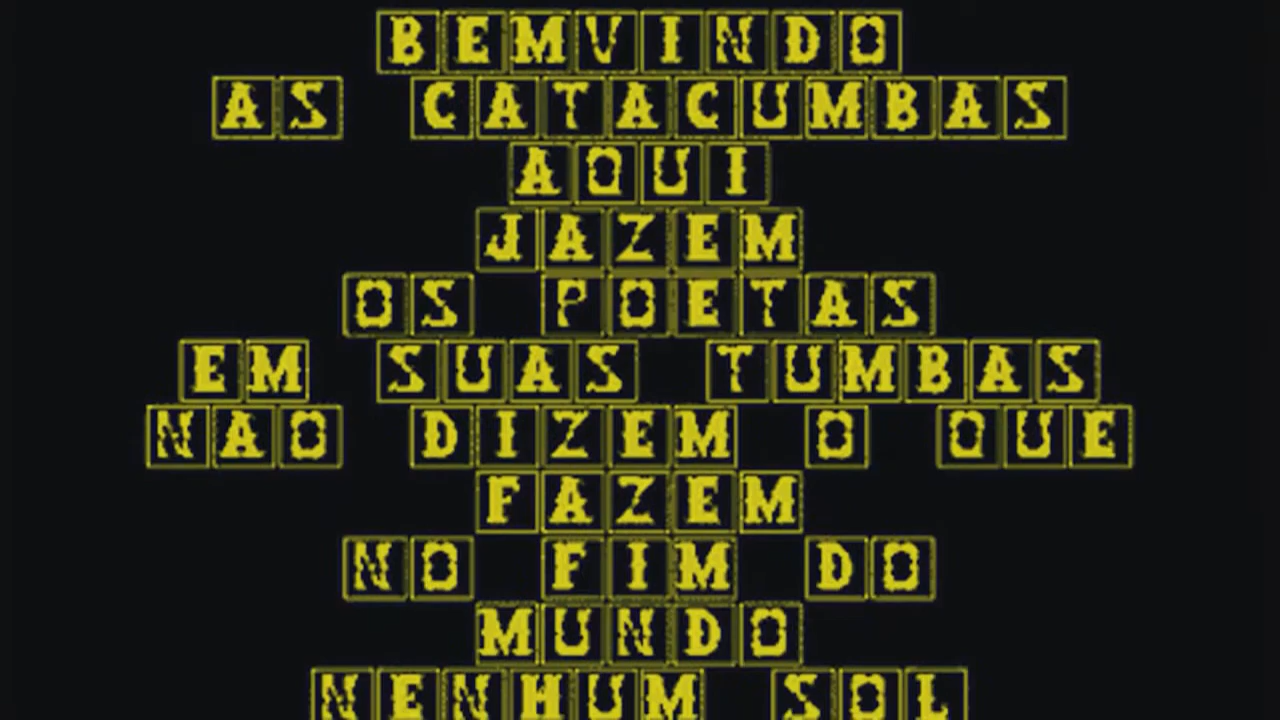 BEMVINDO
AS CATACUMBAS
AQUI
JAZEM
OS POETAS
EM SUAS TUMBAS
NAO DIZEM O QUE
FAZEM
NO FIM DO
MUNDO
NENHUM SOL